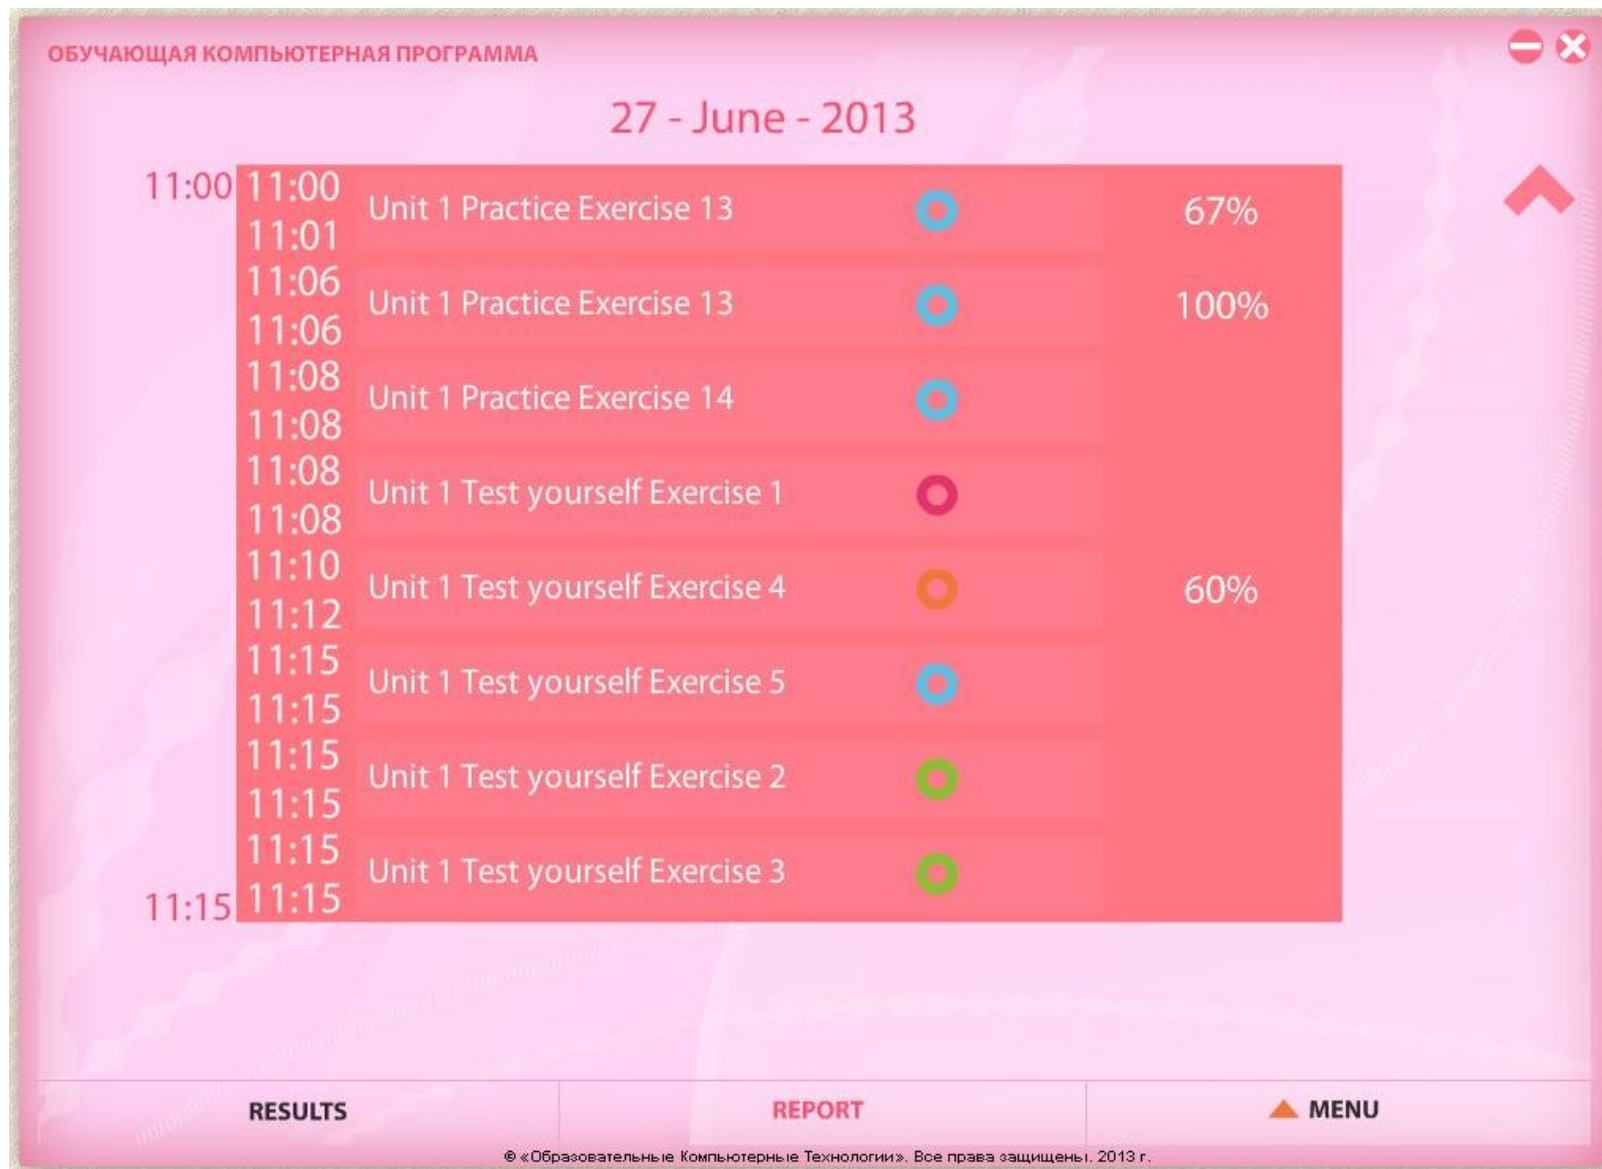 ОБУЧАЮЩАЯ КОМПЬЮТЕРНАЯ ПРОГРАММА
27 - June - 2013
11:00
11:00
11:01
Unit 1 Practice Exercise 13
67%
11:06
11:06
Unit 1 Practice Exercise 13
100%
11:08
11:08
Unit 1 Practice Exercise 14
11:08
11:08
Unit 1 Test yourself Exercise 1
11:10
11:12
Unit 1 Test yourself Exercise 4
60%
11:15
11:15
Unit 1 Test yourself Exercise 5
11:15
11:15
Unit 1 Test yourself Exercise 2
11:15
11:15
Unit 1 Test yourself Exercise 3
11:15
RESULTS
REPORT
MENU
© «Образовательные Компьютерные Технологии». Все права защищены. 2013 г.